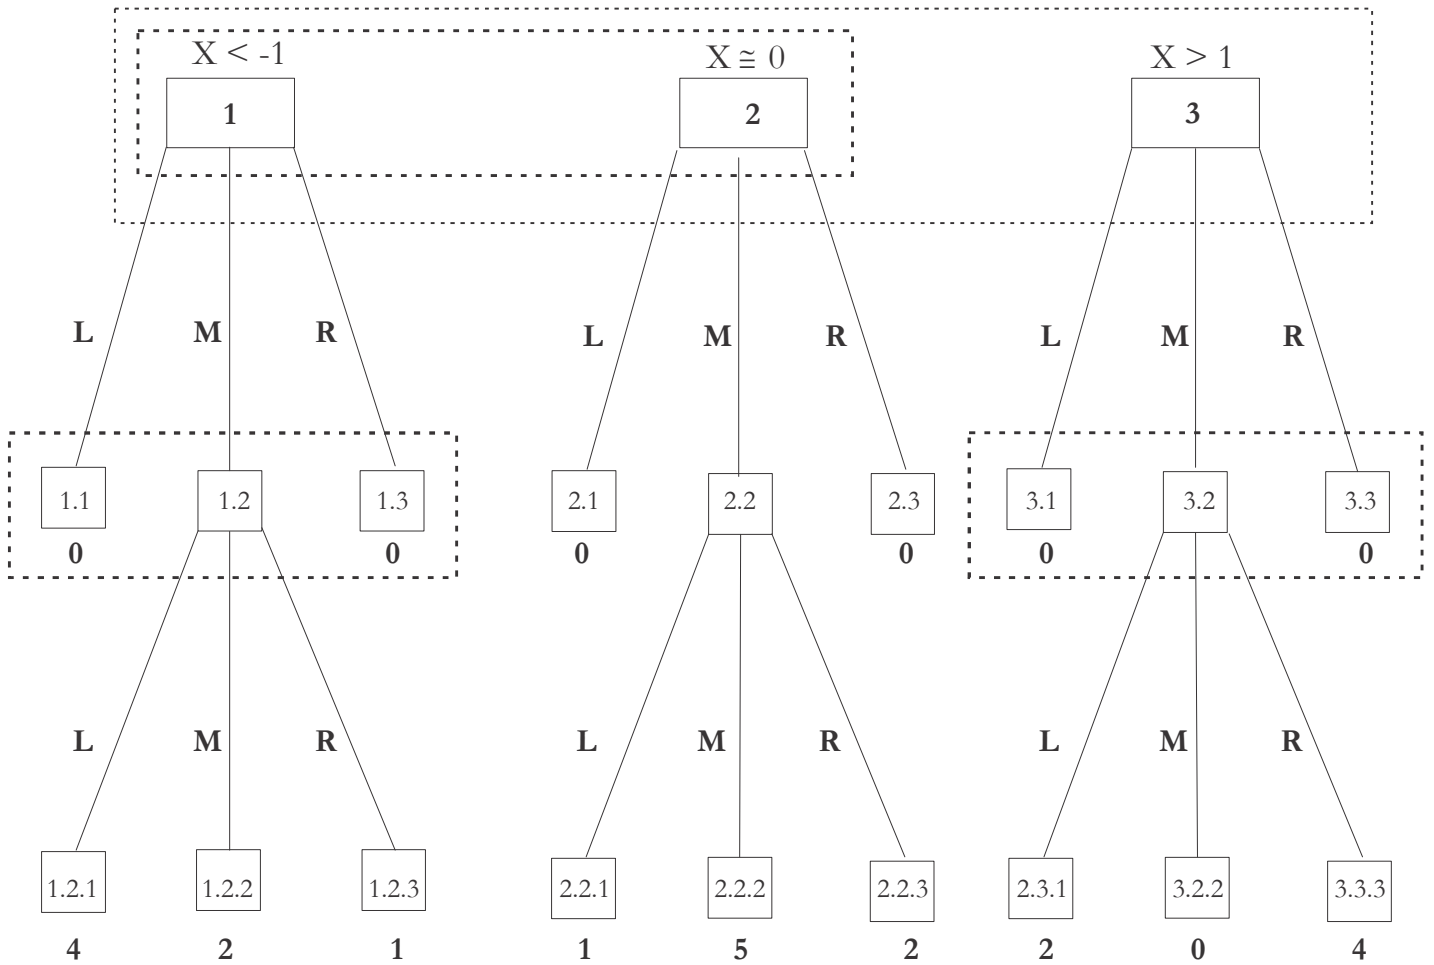 X < -1 X ≅ 0 X > 1
1 2 3
L M R L M R L M R
1.1 1.2 1.3 2.1 2.2 2.3 3.1 3.2 3.3
0 0 0 0 0 0
L M R L M R L M R
1.2.1 1.2.2 1.2.3 2.2.1 2.2.2 2.2.3 2.3.1 3.2.2 3.3.3
4 2 1 1 5 2 2 0 4